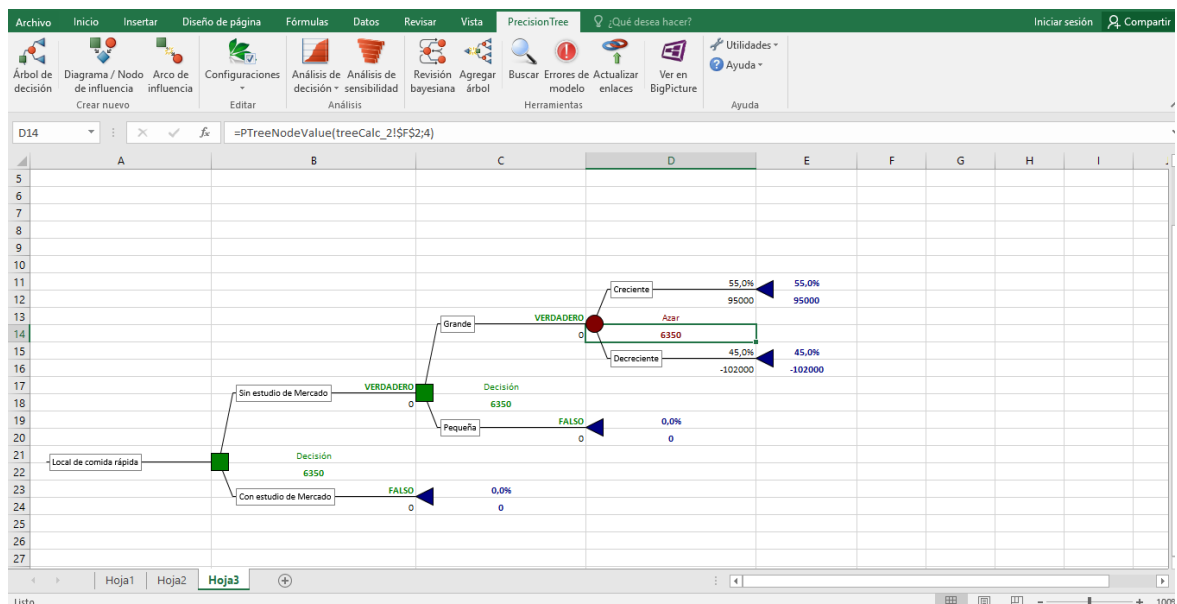 Archivo Inicio Insertar Diseño de página Fórmulas Datos Revisar Vista PrecisionTree ¿Qué desea hacer? Iniciar sesión Compartir
Árbol de decisión
Diagrama / Nodo de influencia
Arco de influencia
Crear nuevo
Configuraciones
Editar
Análisis de decisión
Análisis de sensibilidad
Análisis
Revisión bayesiana
Agregar árbol
Buscar
Errores de modelo
Actualizar enlaces
Herramientas
Ver en BigPicture
Utilidades
Ayuda
Ayuda
D14 fx =PTreeNodeValue(treeCalc_2!$F$2;4)
A B C D E F G H I
5
6
7
8
9
10
11 Creciente 55,0% 55,0%
12 95000 95000
13 Grande VERDADERO Azar
14 0 6350
15 Decreciente 45,0% 45,0%
16 -102000 -102000
17 Sin estudio de Mercado VERDADERO Decisión
18 0 6350
19 Pequeña FALSO 0,0%
20 0 0
21 Local de comida rápida Decisión
22 6350
23 Con estudio de Mercado FALSO 0,0%
24 0 0
25
26
27
Hoja1 Hoja2 Hoja3
Listo 100%